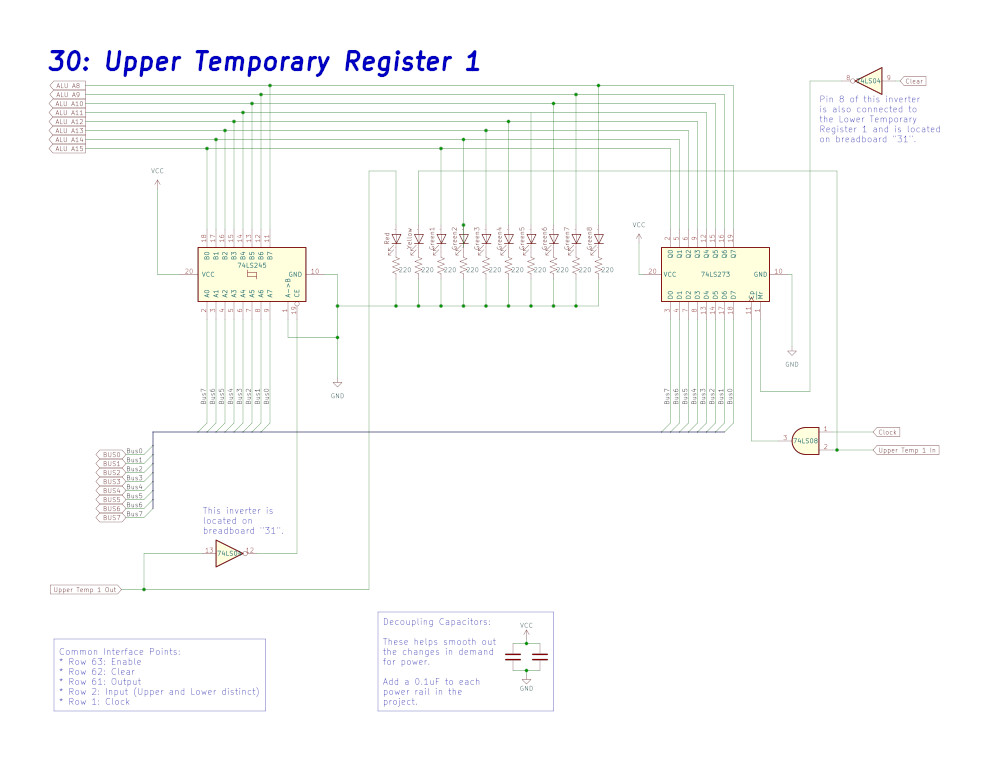 30: Upper Temporary Register 1
ALU A8
ALU A9
ALU A10
ALU A11
ALU A12
ALU A13
ALU A14
ALU A15
8
74LS04
9
Clear
Pin 8 of this inverter
is also connected to
the Lower Temporary
Register 1 and is located
on breadboard "31".
VCC
18 17 16 15 14 13 12 11
B0 B1 B2 B3 B4 B5 B6 B7
74LS245
20
VCC
GND
10
A0 A1 A2 A3 A4 A5 A6 A7 A->B CE
2 3 4 5 6 7 8 9 1 19
Red Yellow Green1 Green2 Green3 Green4 Green5 Green6 Green7 Green8
220 220 220 220 220 220 220 220 220 220
GND
VCC
2 5 6 9 12 15 16 19
Q0 Q1 Q2 Q3 Q4 Q5 Q6 Q7
20
VCC
74LS273
GND
10
D0 D1 D2 D3 D4 D5 D6 D7 Cp Mr
3 4 7 8 13 14 17 18 11 1
GND
Bus7 Bus6 Bus5 Bus4 Bus3 Bus2 Bus1 Bus0
Bus7 Bus6 Bus5 Bus4 Bus3 Bus2 Bus1 Bus0
3
74LS08
1
2
Clock
Upper Temp 1 In
BUS0 Bus0
BUS1 Bus1
BUS2 Bus2
BUS3 Bus3
BUS4 Bus4
BUS5 Bus5
BUS6 Bus6
BUS7 Bus7
This inverter is
located on
breadboard "31".
13
74LS04
12
Upper Temp 1 Out
Common Interface Points:
* Row 63: Enable
* Row 62: Clear
* Row 61: Output
* Row 2: Input (Upper and Lower distinct)
* Row 1: Clock
Decoupling Capacitors:
These helps smooth out
the changes in demand
for power.
Add a 0.1uF to each
power rail in the
project.
VCC
GND